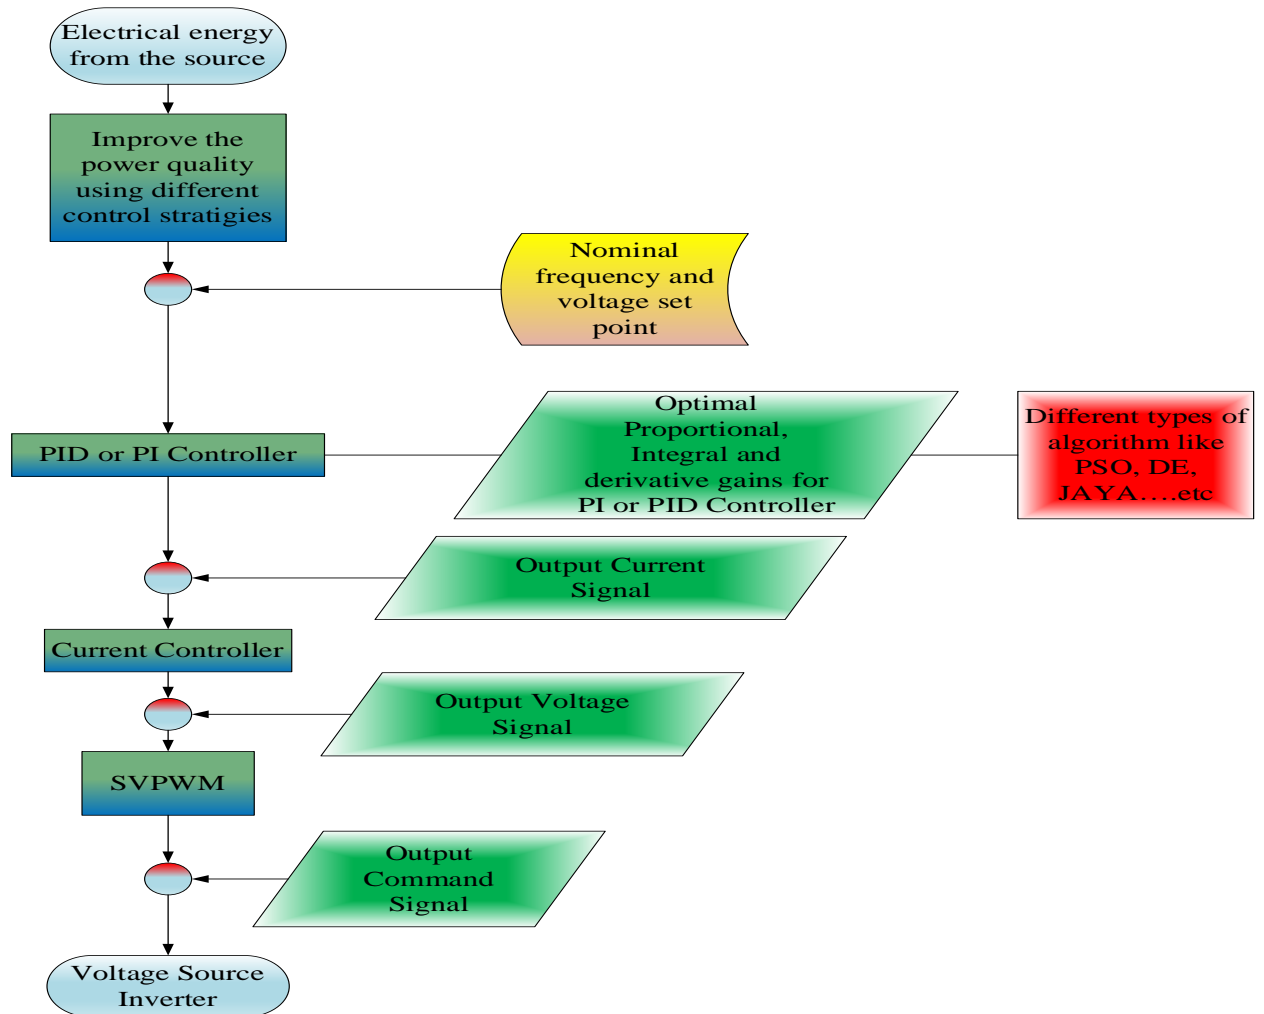 Electrical energy
from the source
Improve the
power quality
using different
control stratigies
Nominal
frequency and
voltage set
point
PID or PI Controller
Optimal
Proportional,
Integral and
derivative gains for
PI or PID Controller
Different types of
algorithm like
PSO, DE,
JAYA....etc
Output Current
Signal
Current Controller
Output Voltage
Signal
SVPWM
Output
Command
Signal
Voltage Source
Inverter